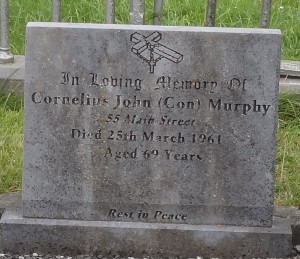 In Loving Memory Of
Cornelius John (Con) Murphy
55 Main Street
Died 25th March 1961
Aged 69 Years
Rest in Peace